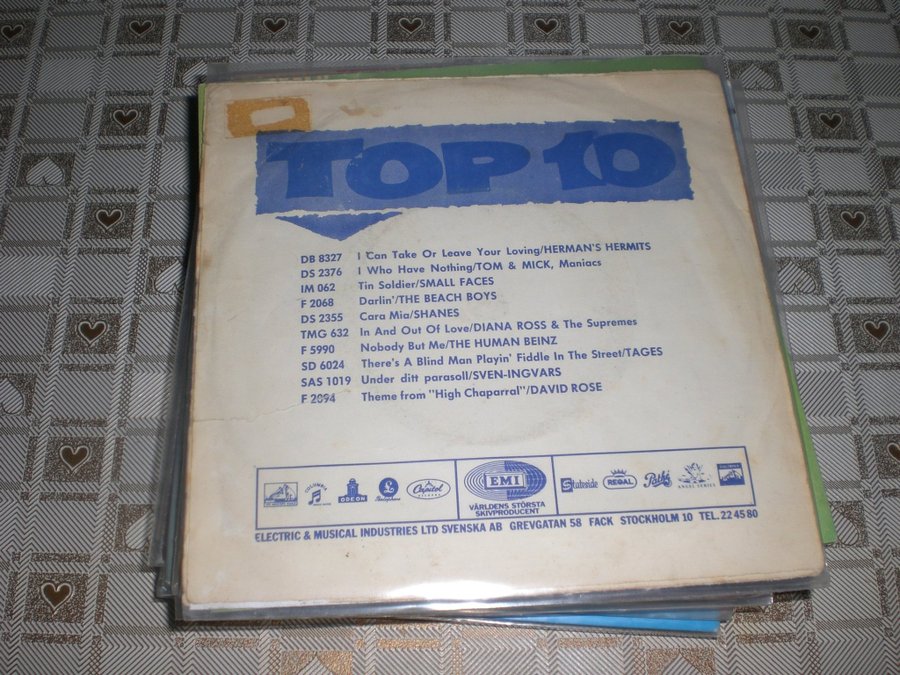 TOP 10
DB 8327 I Can Take Or Leave Your Loving/HERMAN'S HERMITS
DS 2376 I Who Have Nothing/TOM & MICK, Maniacs
IM 062 Tin Soldier/SMALL FACES
F 2068 Darlin'/THE BEACH BOYS
DS 2355 Cara Mia/SHANES
TMG 632 In And Out Of Love/DIANA ROSS & The Supremes
F 5990 Nobody But Me/THE HUMAN BEINZ
SD 6024 There's A Blind Man Playin' Fiddle In The Street/TAGES
SAS 1019 Under ditt parasoll/SVEN-INGVARS
F 2094 Theme from "High Chaparral"/DAVID ROSE
COLUMBIA ODEON Parlophone Capitol EMI Stateside REGAL Pathé ANGEL SERIES
VÄRLDENS STÖRSTA
SKIVPRODUCENT
ELECTRIC & MUSICAL INDUSTRIES LTD SVENSKA AB GREVGATAN 58 FACK STOCKHOLM 10 TEL. 22 45 80